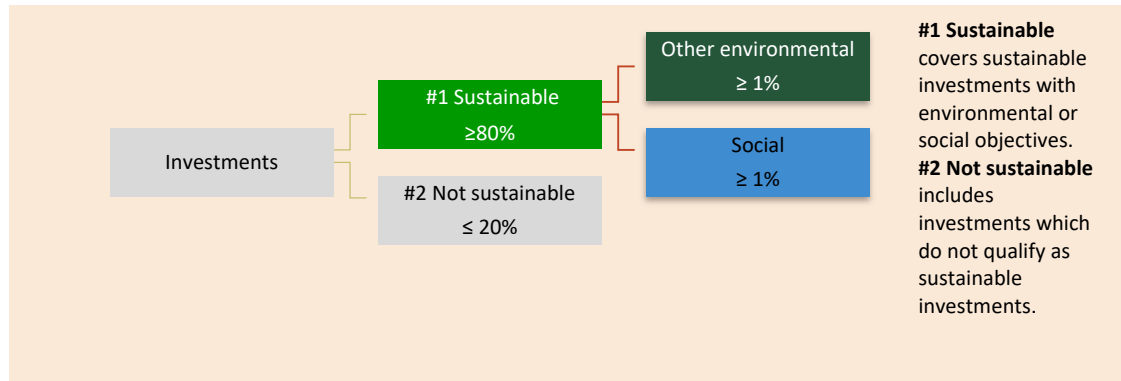 Investments
#1 Sustainable
≥80%
#2 Not sustainable
≤ 20%
Other environmental
≥ 1%
Social
≥ 1%
#1 Sustainable
covers sustainable
investments with
environmental or
social objectives.
#2 Not sustainable
includes
investments which
do not qualify as
sustainable
investments.